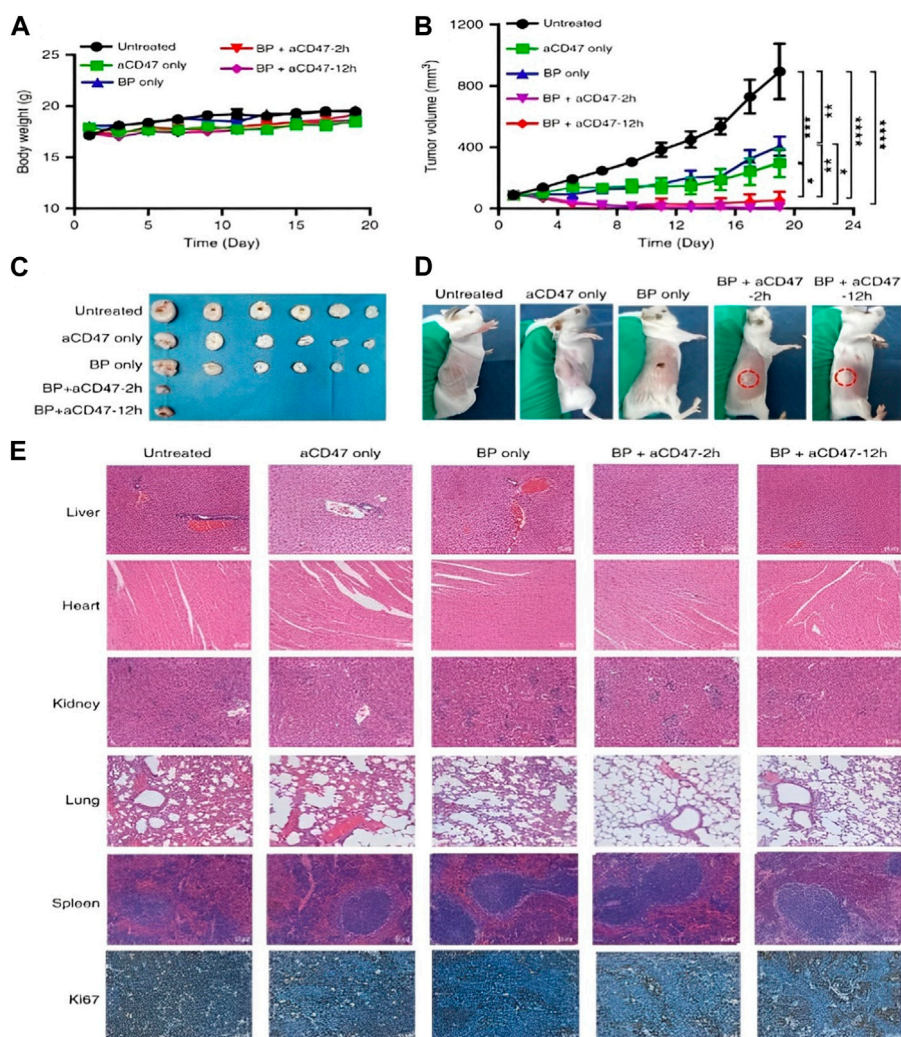 A
Untreated
aCD47 only
BP only
BP + aCD47-2h
BP + aCD47-12h
25
20
15
10
Body weight (g)
0 5 10 15 20
Time (Day)
B
Untreated
aCD47 only
BP only
BP + aCD47-2h
BP + aCD47-12h
1200
800
400
0
Tumor volume (mm³)
0 4 8 12 16 20 24
Time (Day)
***
**
****
****
*
**
*
C
Untreated
aCD47 only
BP only
BP+aCD47-2h
BP+aCD47-12h
D
Untreated
aCD47 only
BP only
BP + aCD47
-2h
BP + aCD47
-12h
E
Untreated aCD47 only BP only BP + aCD47-2h BP + aCD47-12h
Liver
Heart
Kidney
Lung
Spleen
Ki67